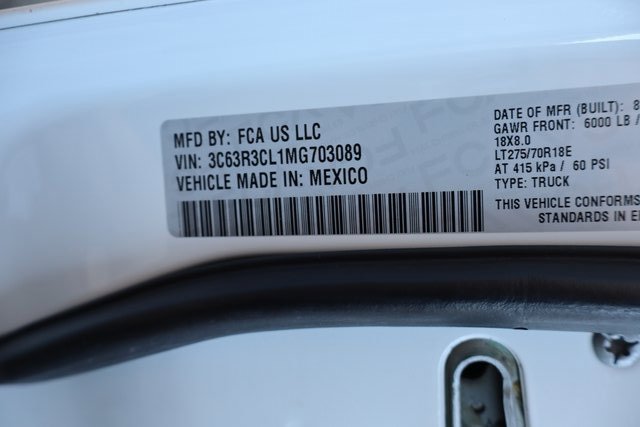 MFD BY: FCA US LLC
VIN: 3C63R3CL1MG703089
VEHICLE MADE IN: MEXICO
DATE OF MFR (BUILT): 8
GAWR FRONT: 6000 LB /
18X8.0
LT275/70R18E
AT 415 kPa / 60 PSI
TYPE: TRUCK
THIS VEHICLE CONFORMS
STANDARDS IN